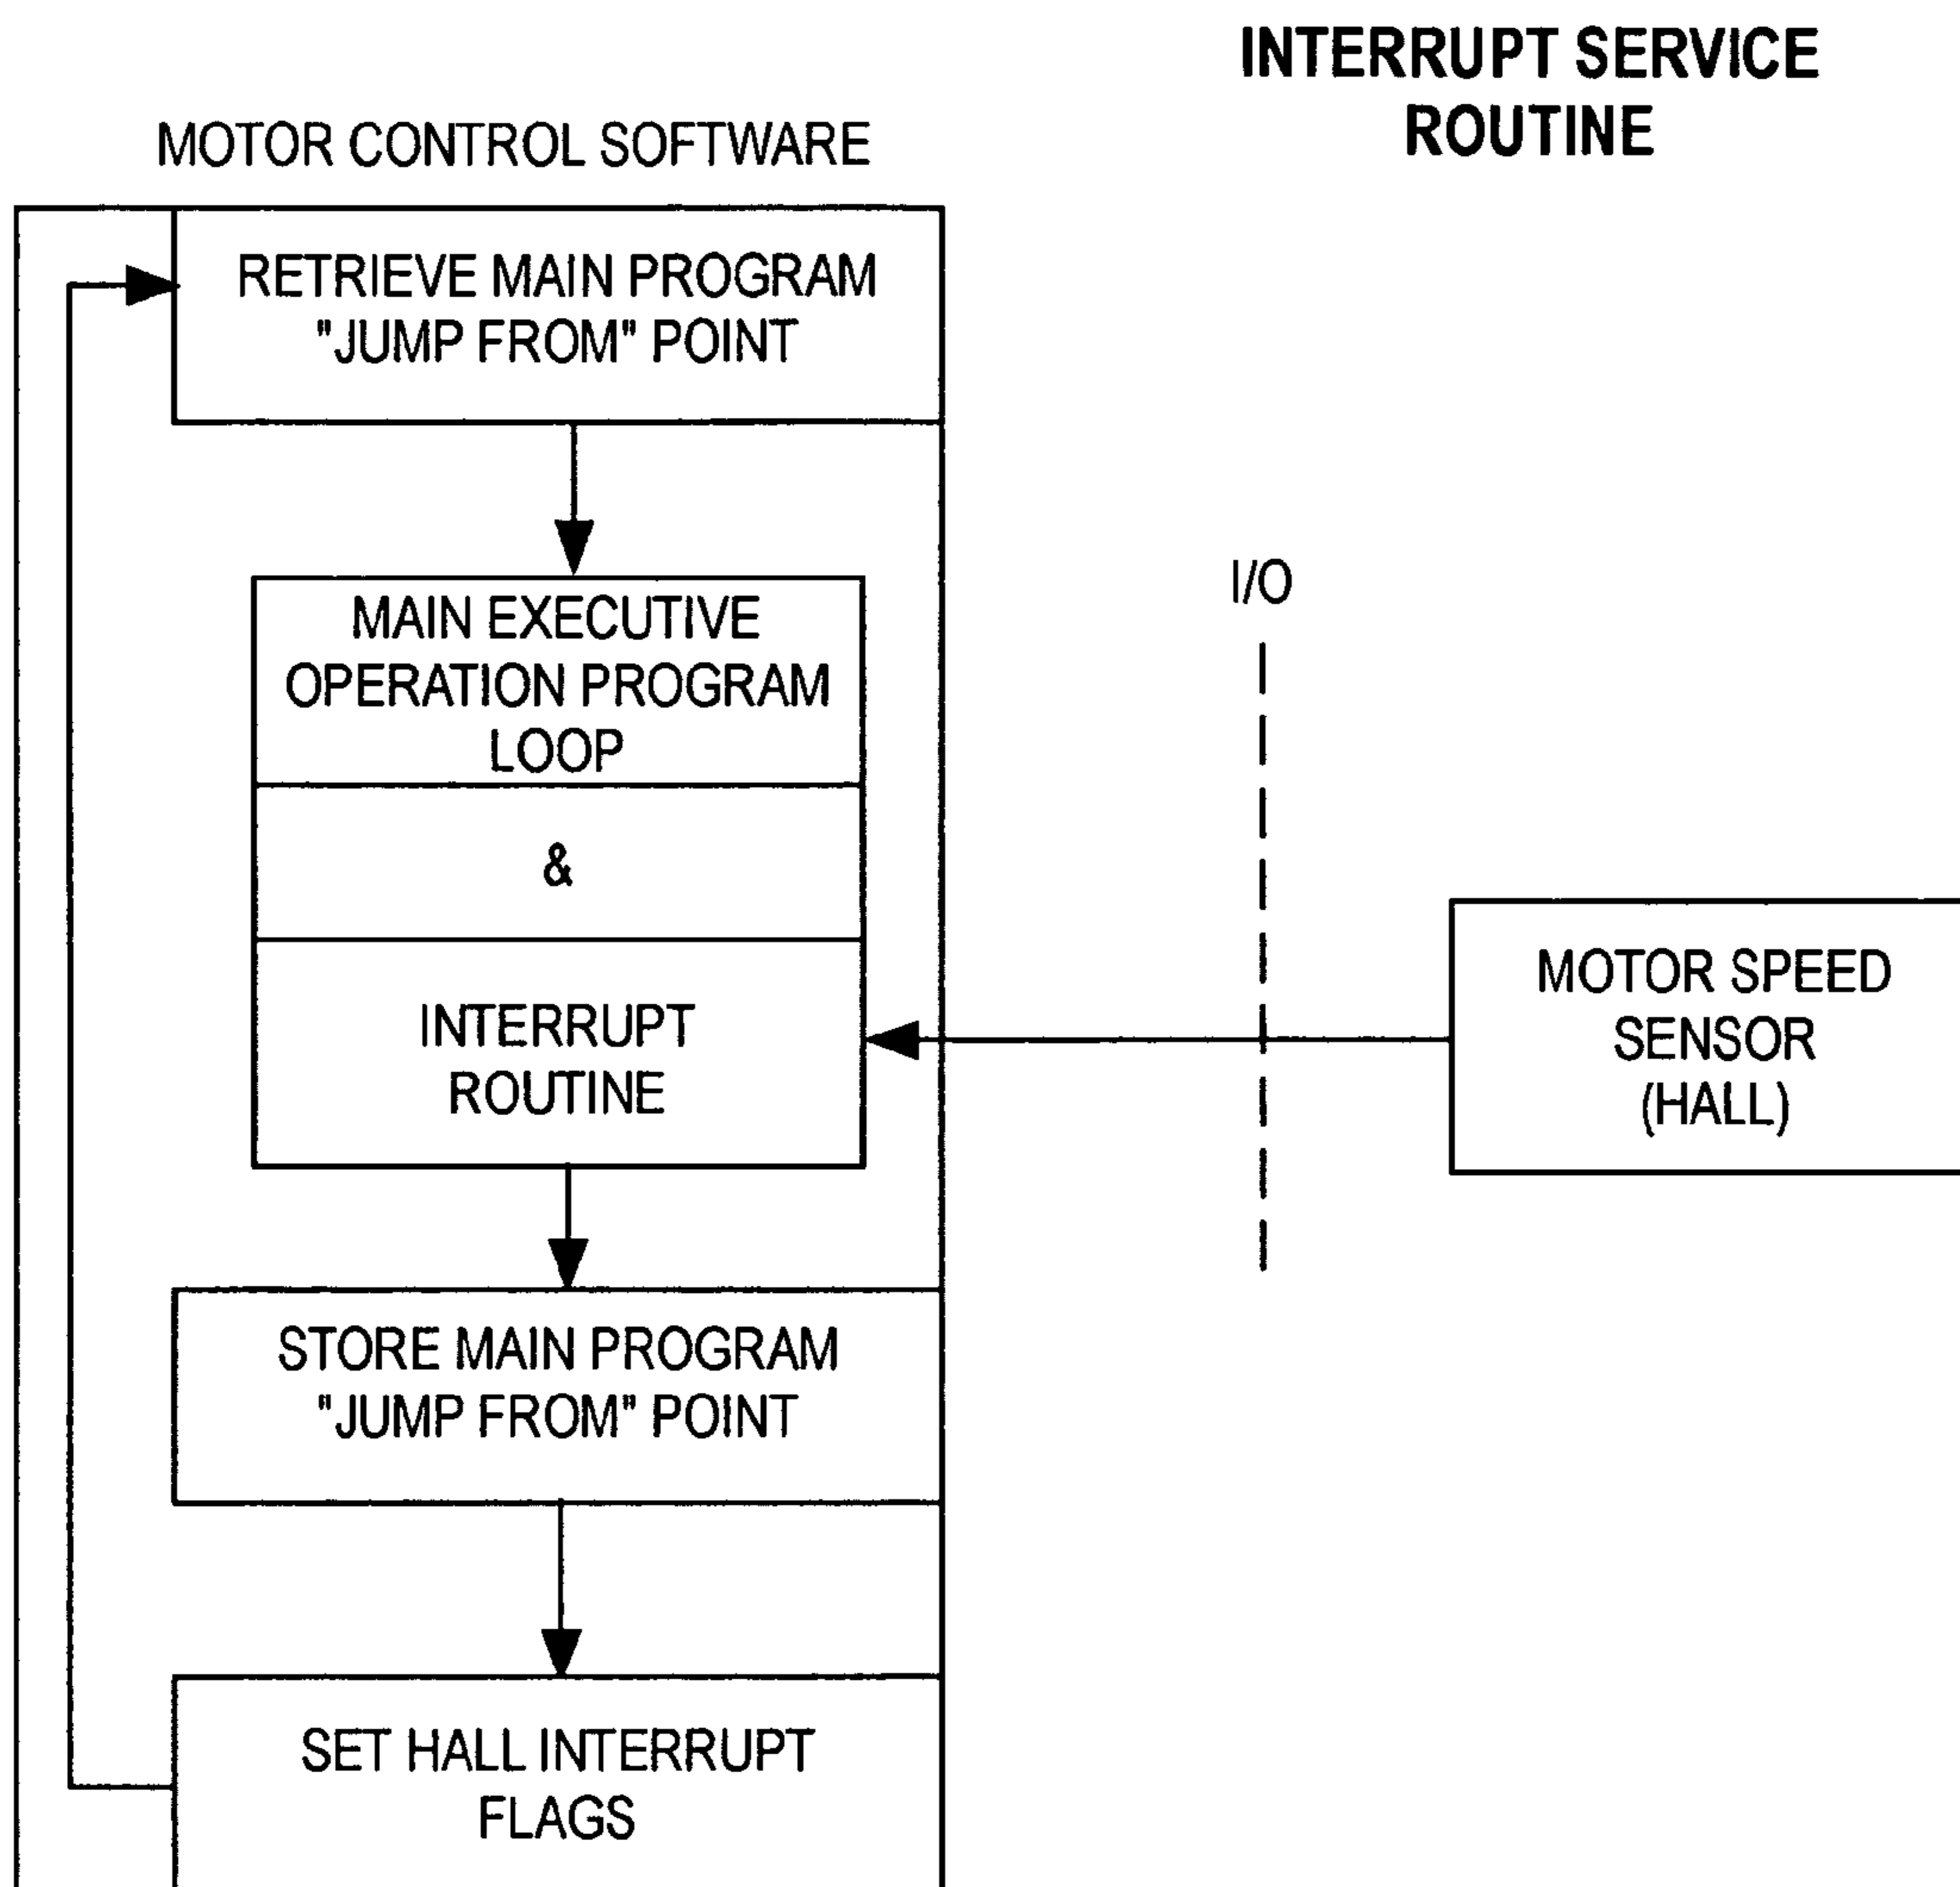 INTERRUPT SERVICE
ROUTINE
MOTOR CONTROL SOFTWARE
RETRIEVE MAIN PROGRAM
"JUMP FROM" POINT
MAIN EXECUTIVE
OPERATION PROGRAM
LOOP
&
INTERRUPT
ROUTINE
I/O
MOTOR SPEED
SENSOR
(HALL)
STORE MAIN PROGRAM
"JUMP FROM" POINT
SET HALL INTERRUPT
FLAGS